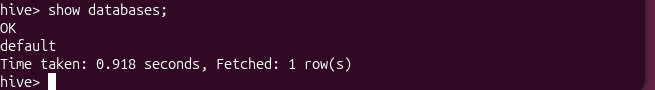 hive> show databases;
OK
default
Time taken: 0.918 seconds, Fetched: 1 row(s)
hive>